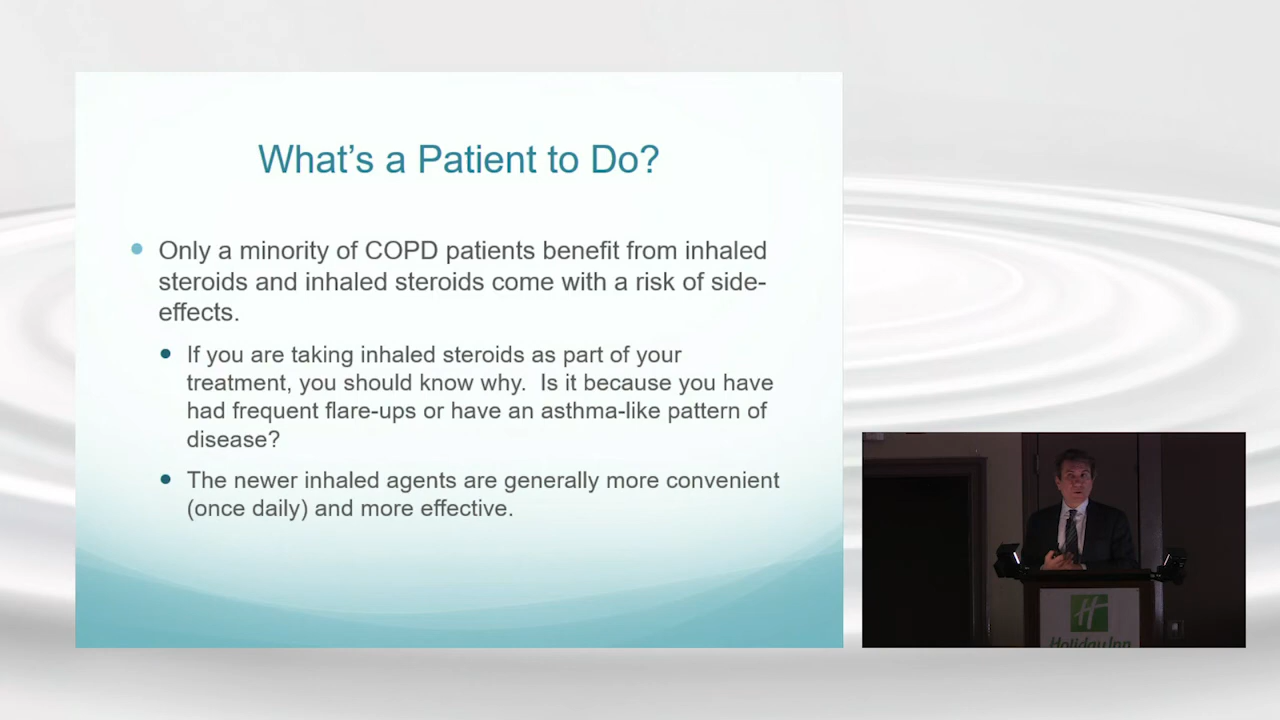 What's a Patient to Do?
Only a minority of COPD patients benefit from inhaled
steroids and inhaled steroids come with a risk of side-
effects.
If you are taking inhaled steroids as part of your
treatment, you should know why.  Is it because you have
had frequent flare-ups or have an asthma-like pattern of
disease?
The newer inhaled agents are generally more convenient
(once daily) and more effective.
H
Holiday Inn